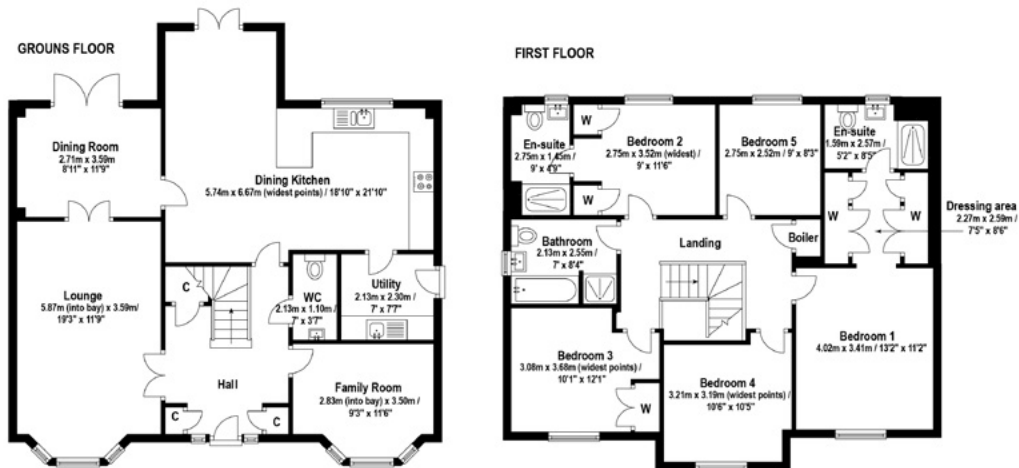 GROUNS FLOOR
Dining Room
2.71m x 3.59m
8'11" x 11'9"
Dining Kitchen
5.74m x 6.67m (widest points) / 18'10" x 21'10"
Lounge
5.87m (into bay) x 3.59m/
19'3" x 11'9"
C
WC
2.13m x 1.10m/
7' x 3'7"
Utility
2.13m x 2.30m/
7' x 7'7"
Hall
Family Room
2.83m (into bay) x 3.50m /
9'3" x 11'6"
C
C
FIRST FLOOR
En-suite
2.75m x 1.45m/
9' x 4'9"
W
W
Bedroom 2
2.75m x 3.52m (widest) /
9' x 11'6"
Bedroom 5
2.75m x 2.52m / 9' x 8'3"
En-suite
1.59m x 2.57m/
5'2" x 8'5"
W
W
Dressing area
2.27m x 2.59m/
7'5" x 8'6"
Bathroom
2.13m x 2.55m/
7' x 8'4"
Landing
Boiler
Bedroom 1
4.02m x 3.41m / 13'2" x 11'2"
Bedroom 3
3.08m x 3.68m (widest points) /
10'1" x 12'1"
W
Bedroom 4
3.21m x 3.19m (widest points) /
10'6" x 10'5"